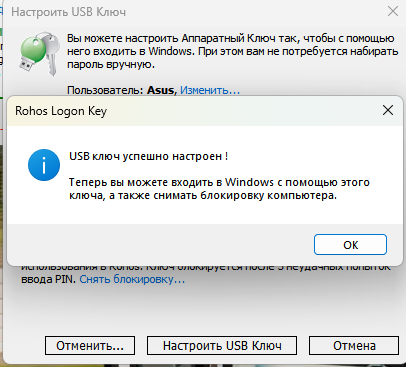 Настроить USB Ключ
Вы можете настроить Аппаратный Ключ так, чтобы с помощью
него входить в Windows. При этом вам не потребуется набирать
пароль вручную.
Пользователь: Asus, Изменить...
Rohos Logon Key
USB ключ успешно настроен !
Теперь вы можете входить в Windows с помощью этого
ключа, а также снимать блокировку компьютера.
OK
использования в Rohos. Ключ блокируется после 5 неудачных попыток
ввода PIN. Снять блокировку...
Отменить...
Настроить USB Ключ
Отмена